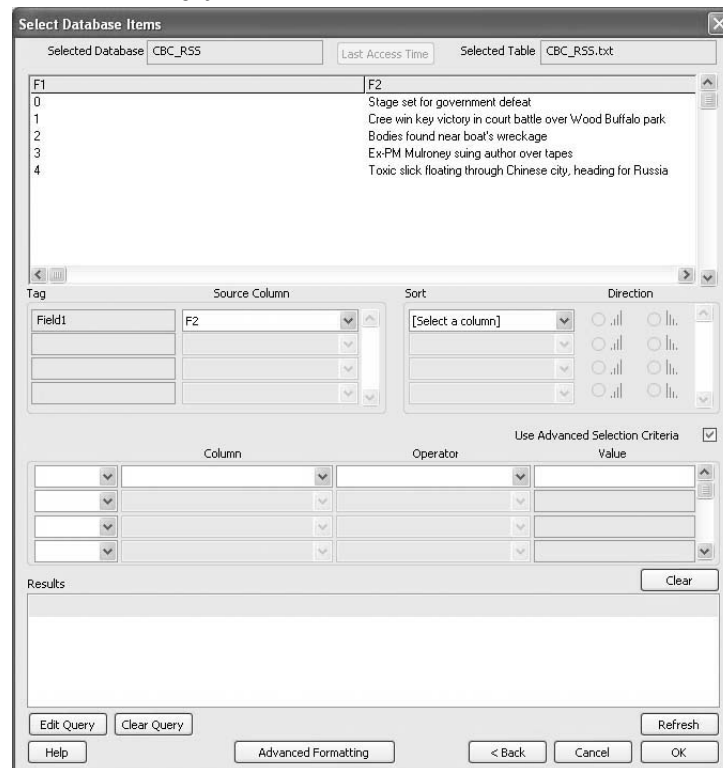 Select Database Items
Selected Database CBC_RSS Last Access Time Selected Table CBC_RSS.txt
F1 F2
0 Stage set for government defeat
1 Cree win key victory in court battle over Wood Buffalo park
2 Bodies found near boat's wreckage
3 Ex-PM Mulroney suing author over tapes
4 Toxic slick floating through Chinese city, heading for Russia
Tag Source Column Sort Direction
Field1 F2 [Select a column]
Use Advanced Selection Criteria
Column Operator Value
Clear
Results
Edit Query Clear Query Refresh
Help Advanced Formatting < Back Cancel OK